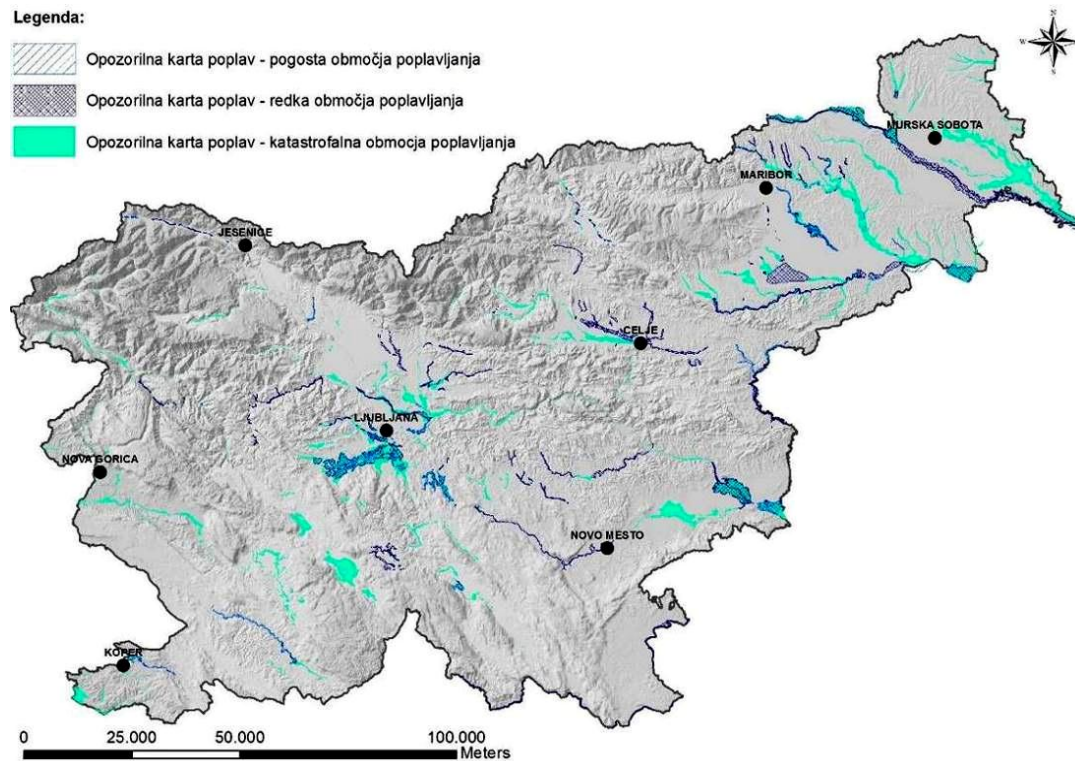 Legenda:
Opozorilna karta poplav - pogosta območja poplavljanja
Opozorilna karta poplav - redka območja poplavljanja
Opozorilna karta poplav - katastrofalna obmocja poplavljanja
N
W
E
S
MURSKA SOBOTA
MARIBOR
JESENICE
CELJE
LJUBLJANA
NOVA GORICA
NOVO MESTO
KOPER
0 25.000 50.000 100.000
Meters